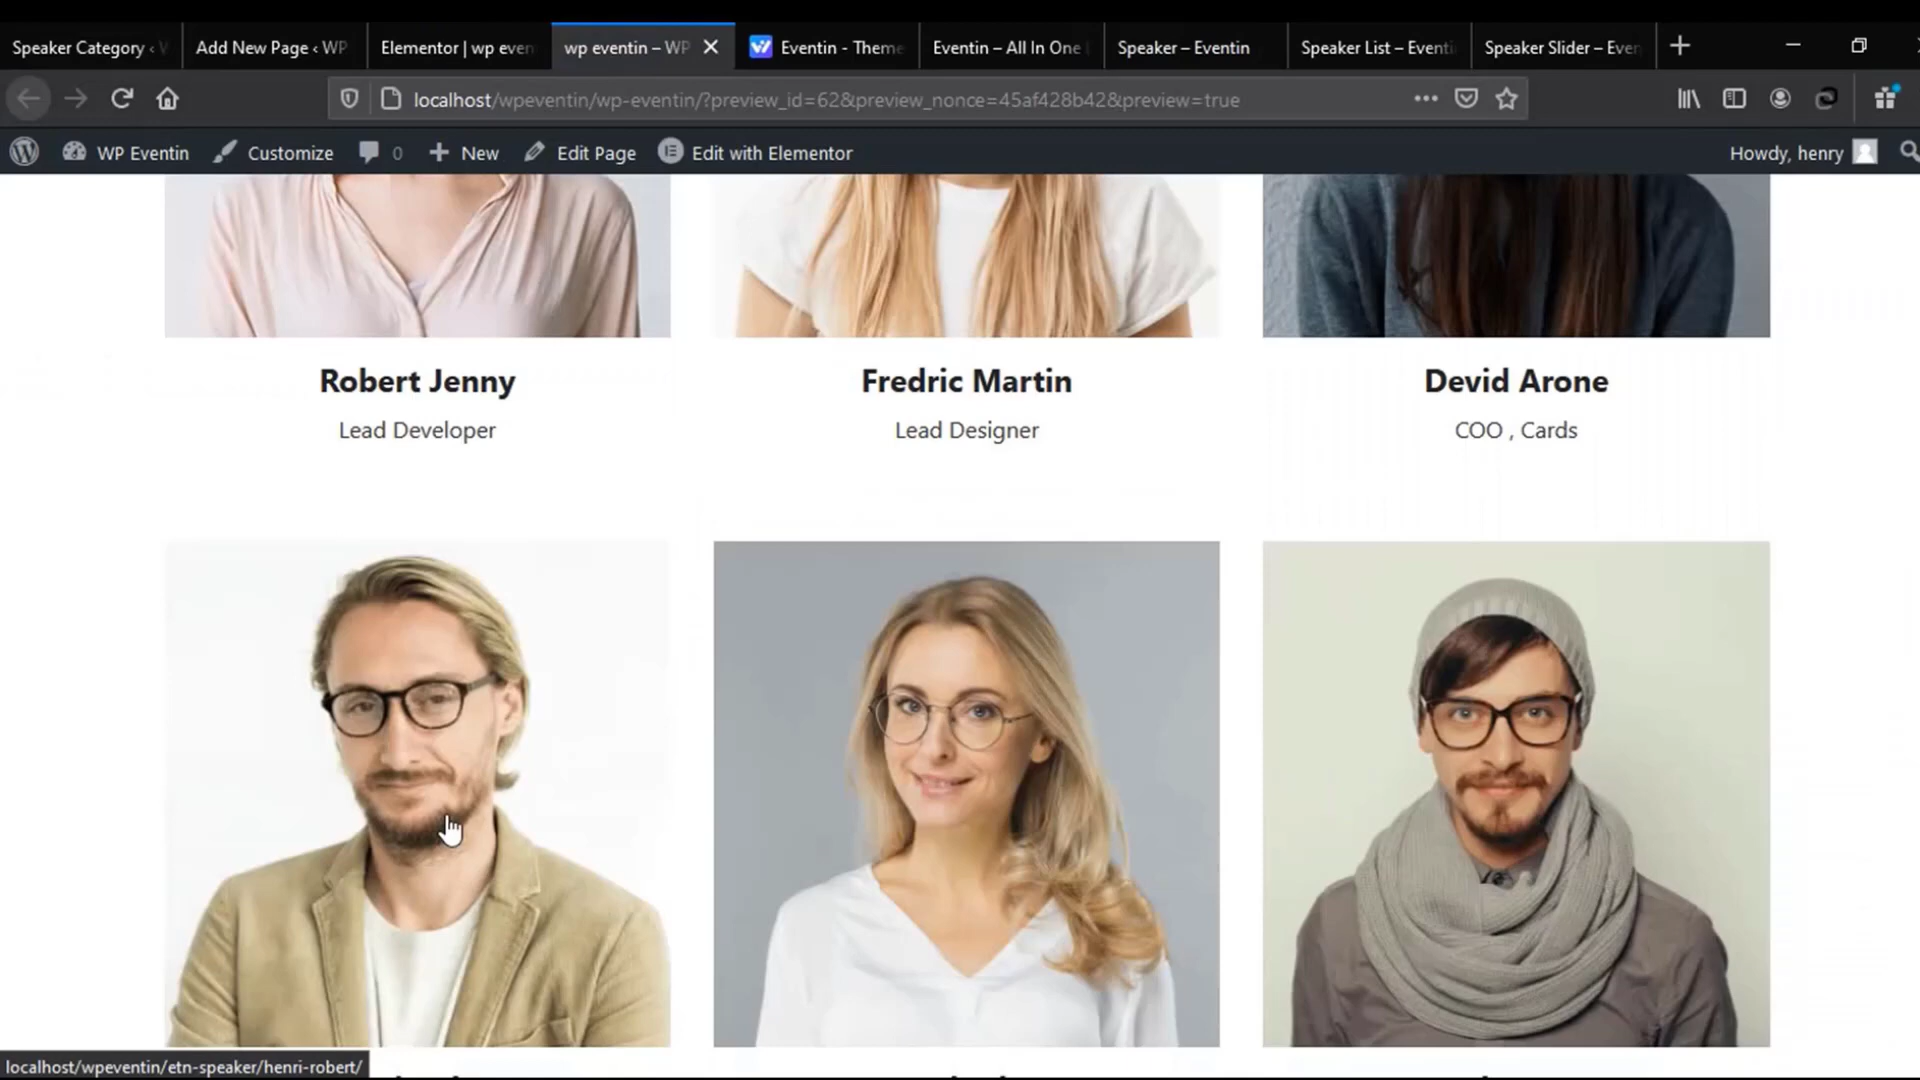 Speaker Category ‹ W
Add New Page ‹ WP
Elementor | wp even
wp eventin – WP
Eventin - Theme
Eventin – All In One
Speaker – Eventin
Speaker List – Eventi
Speaker Slider – Even
localhost/wpeventin/wp-eventin/?preview_id=62&preview_nonce=45af428b42&preview=true
WP Eventin
Customize
0
New
Edit Page
Edit with Elementor
Howdy, henry
Robert Jenny
Fredric Martin
Devid Arone
Lead Developer
Lead Designer
COO , Cards
localhost/wpeventin/etn-speaker/henri-robert/